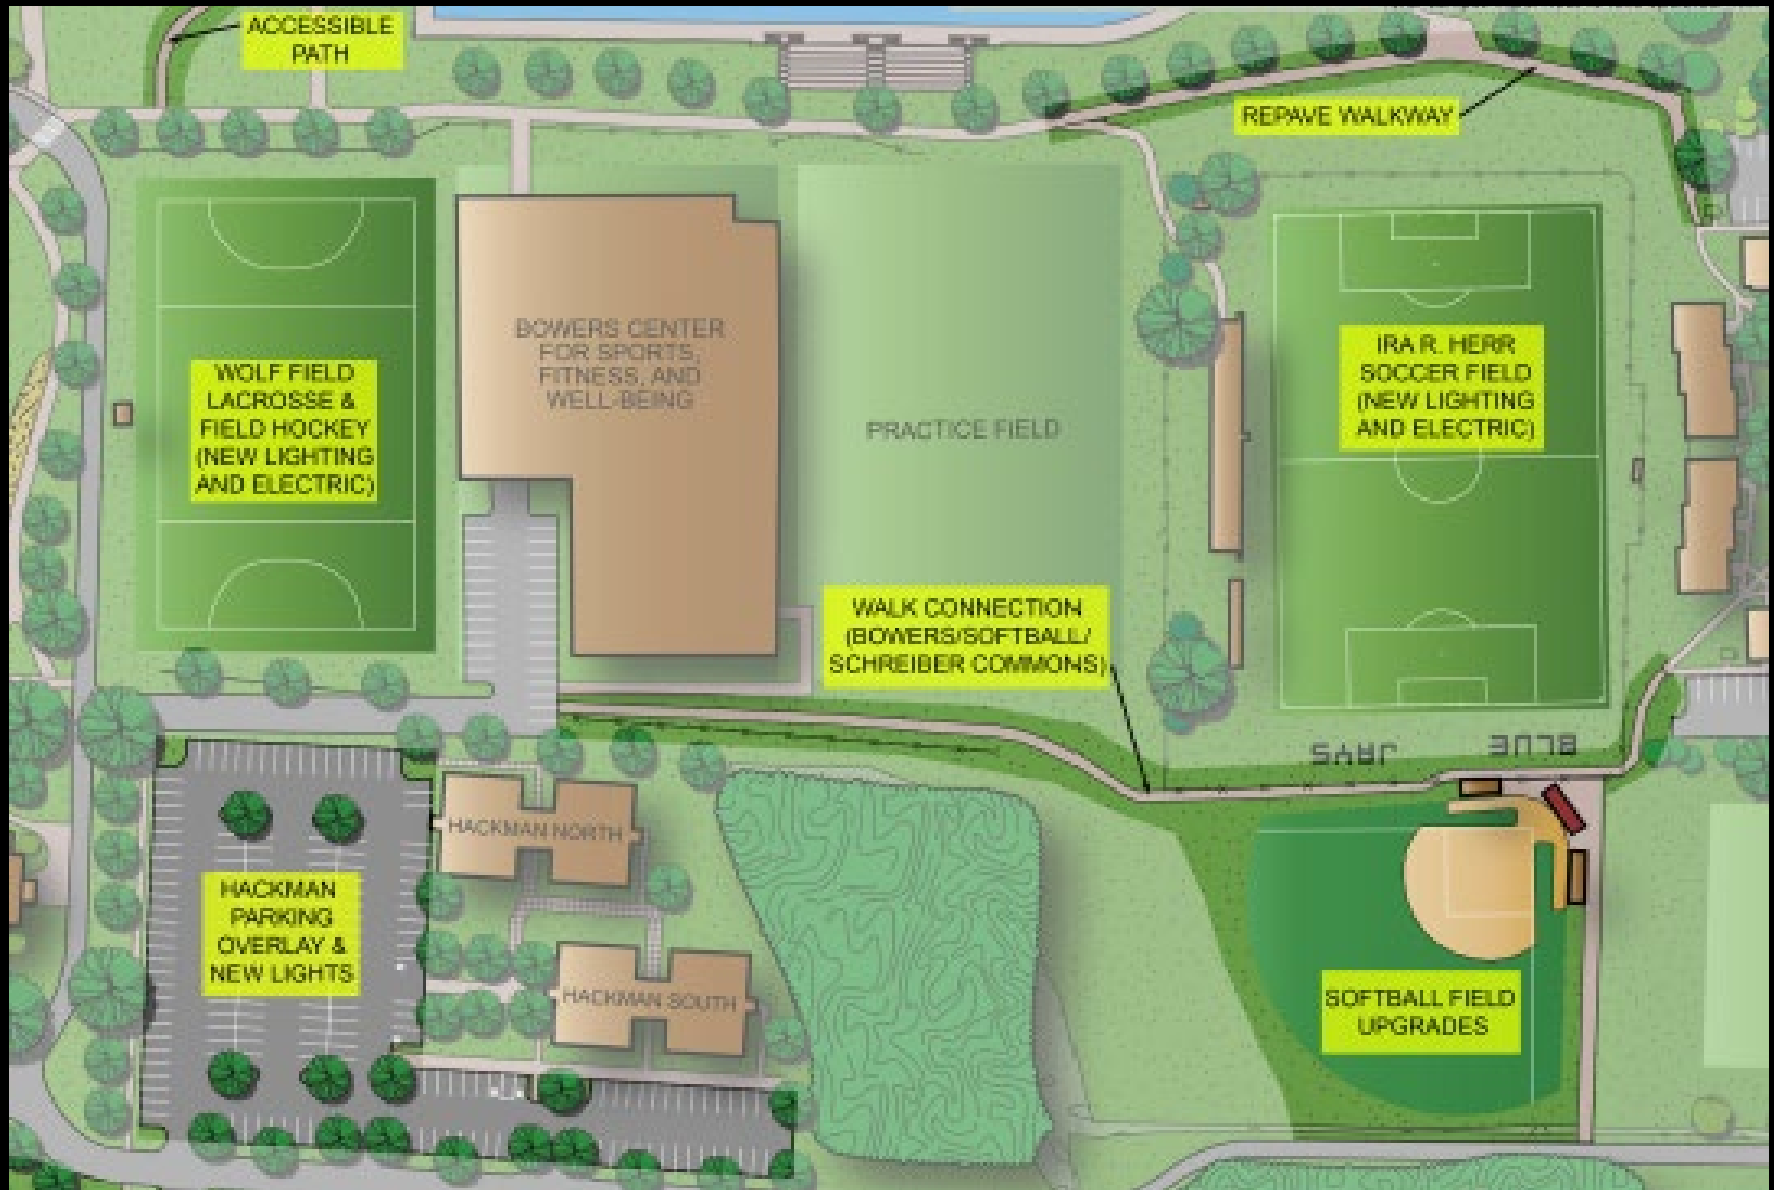 ACCESSIBLE
PATH
REPAVE WALKWAY
BOWERS CENTER
FOR SPORTS,
FITNESS, AND
WELL-BEING
IRA R. HERR
SOCCER FIELD
(NEW LIGHTING
AND ELECTRIC)
WOLF FIELD
LACROSSE &
FIELD HOCKEY
(NEW LIGHTING
AND ELECTRIC)
PRACTICE FIELD
WALK CONNECTION
(BOWERS/SOFTBALL/
SCHREIBER COMMONS)
BLUE
JAYS
HACKMAN NORTH
HACKMAN
PARKING
OVERLAY &
NEW LIGHTS
HACKMAN SOUTH
SOFTBALL FIELD
UPGRADES